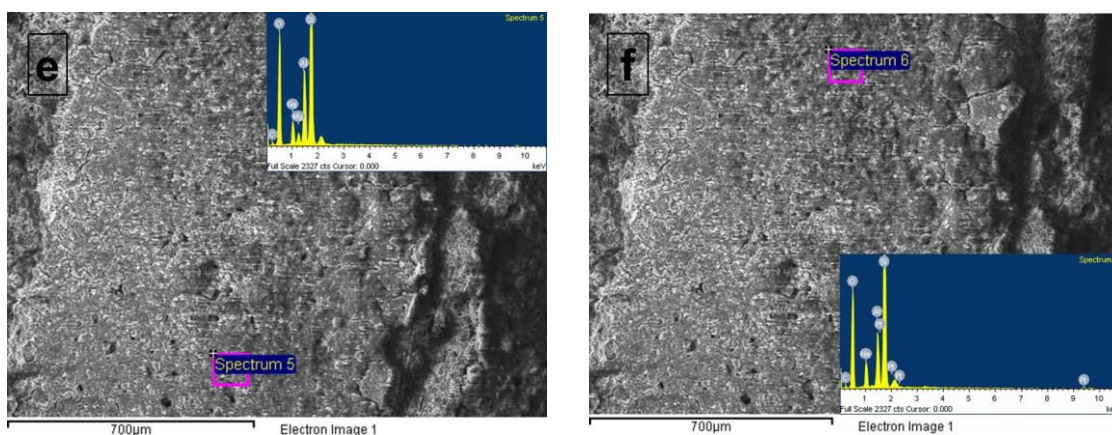 e
Spectrum 5
1 2 3 4 5 6 7 8 9 10
Full Scale 2327 cts Cursor: 0.000
keV
Spectrum 5
700µm
Electron Image 1
f
Spectrum 6
Spectrum
0 1 2 3 4 5 6 7 8 9 10
Full Scale 2327 cts Cursor: 0.000
700µm
Electron Image 1